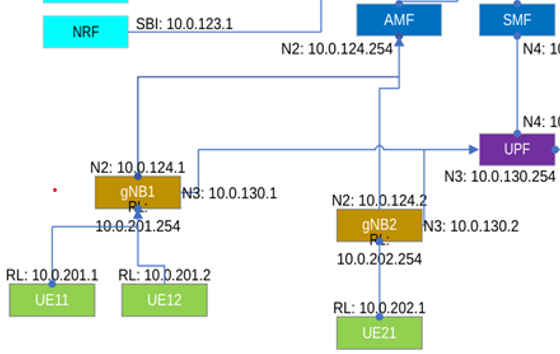 AMF
SMF
NRF
SBI: 10.0.123.1
N2: 10.0.124.254
N4: 10
N4: 10
UPF
N3: 10.0.130.254
N2: 10.0.124.1
gNB1
N3: 10.0.130.1
RL:
10.0.201.254
N2: 10.0.124.2
gNB2
N3: 10.0.130.2
RL:
10.0.202.254
RL: 10.0.201.1
RL: 10.0.201.2
UE11
UE12
RL: 10.0.202.1
UE21